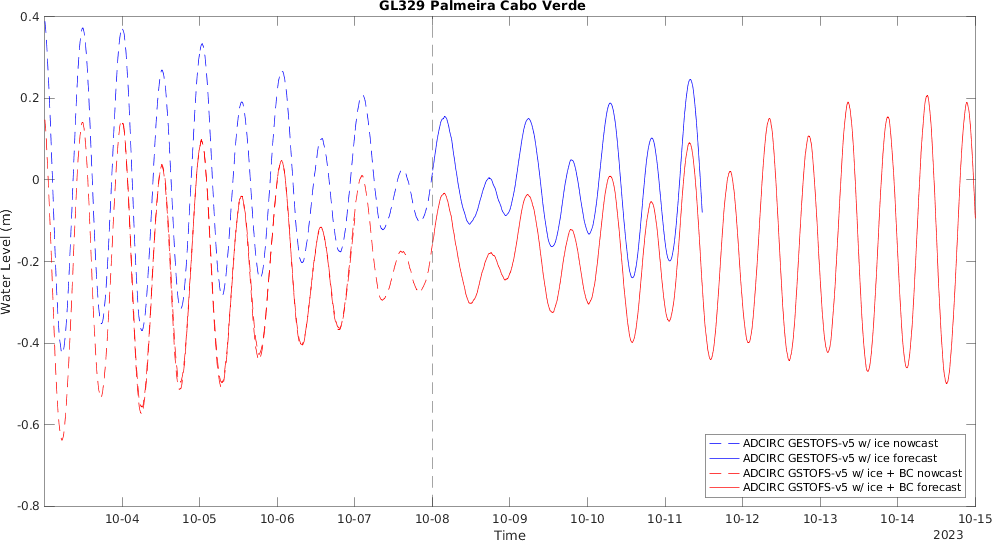 GL329 Palmeira Cabo Verde
0.4
0.2
0
-0.2
-0.4
-0.6
-0.8
Water Level (m)
ADCIRC GESTOFS-v5 w/ ice nowcast
ADCIRC GESTOFS-v5 w/ ice forecast
ADCIRC GSTOFS-v5 w/ ice + BC nowcast
ADCIRC GSTOFS-v5 w/ ice + BC forecast
10-04 10-05 10-06 10-07 10-08 10-09 10-10 10-11 10-12 10-13 10-14 10-15
Time
2023